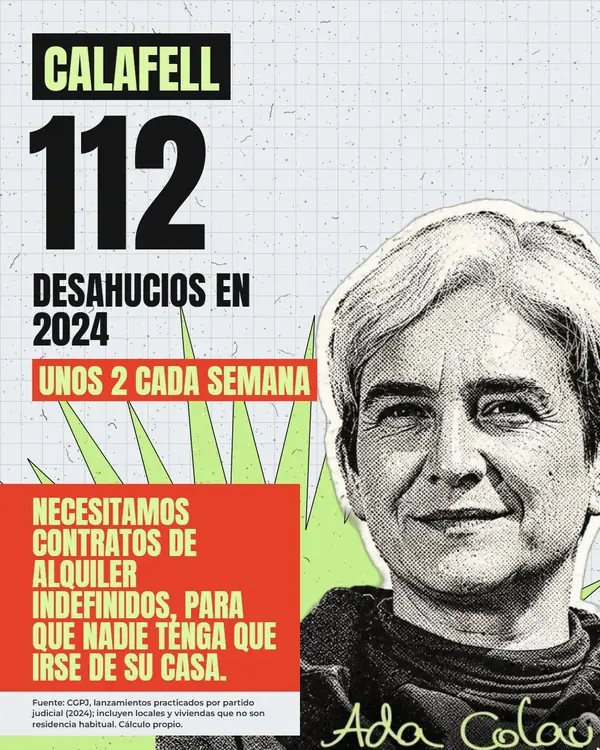 CALAFELL
112
DESAHUCIOS EN
2024
UNOS 2 CADA SEMANA
NECESITAMOS
CONTRATOS DE
ALQUILER
INDEFINIDOS, PARA
QUE NADIE TENGA QUE
IRSE DE SU CASA.
Fuente: CGPJ, lanzamientos practicados por partido
judicial (2024); incluyen locales y viviendas que no son
residencia habitual. Cálculo propio.
Ada Colau